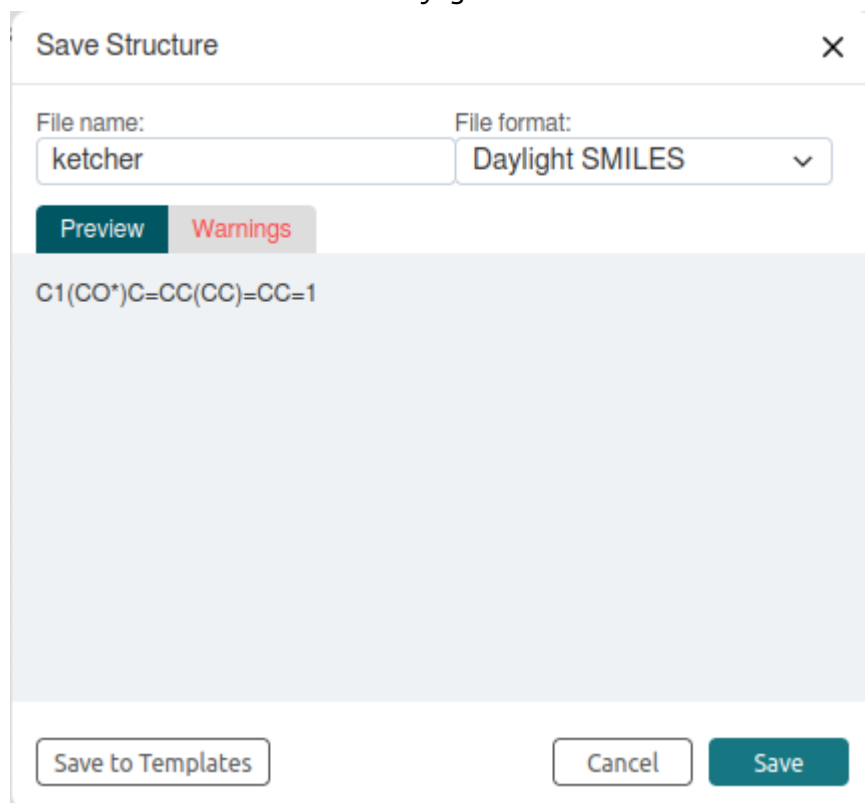 Save Structure
File name:
File format:
ketcher
Daylight SMILES
Preview
Warnings
C1(CO*)C=CC(CC)=CC=1
Save to Templates
Cancel
Save